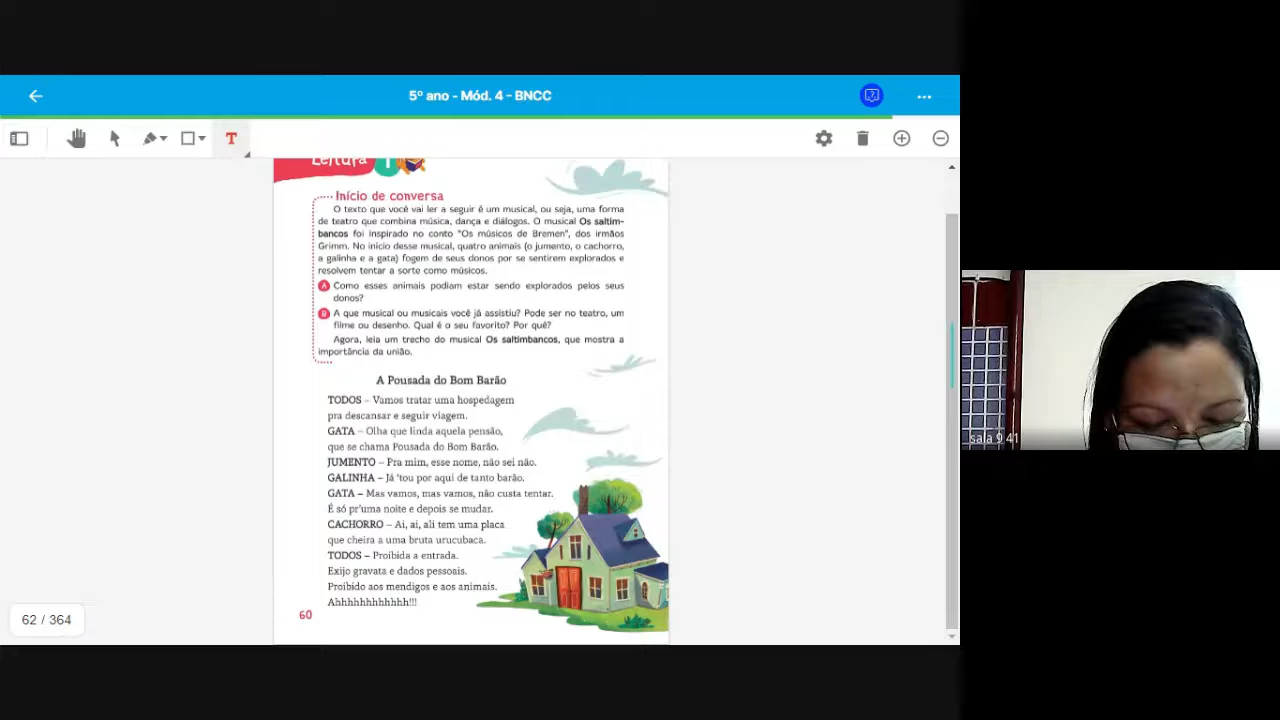 5º ano - Mód. 4 - BNCC
T
Leitura 1
Início de conversa
O texto que você vai ler a seguir é um musical, ou seja, uma forma
de teatro que combina música, dança e diálogos. O musical Os saltim-
bancos foi inspirado no conto "Os músicos de Bremen", dos irmãos
Grimm. No início desse musical, quatro animais (o jumento, o cachorro,
a galinha e a gata) fogem de seus donos por se sentirem explorados e
resolvem tentar a sorte como músicos.
A Como esses animais podiam estar sendo explorados pelos seus
donos?
B A que musical ou musicais você já assistiu? Pode ser no teatro, um
filme ou desenho. Qual é o seu favorito? Por quê?
Agora, leia um trecho do musical Os saltimbancos, que mostra a
importância da união.
A Pousada do Bom Barão
TODOS – Vamos tratar uma hospedagem
pra descansar e seguir viagem.
GATA – Olha que linda aquela pensão,
que se chama Pousada do Bom Barão.
JUMENTO – Pra mim, esse nome, não sei não.
GALINHA – Já 'tou por aqui de tanto barão.
GATA – Mas vamos, mas vamos, não custa tentar.
É só pr'uma noite e depois se mudar.
CACHORRO – Ai, ai, ali tem uma placa
que cheira a uma bruta urucubaca.
TODOS – Proibida a entrada.
Exijo gravata e dados pessoais.
Proibido aos mendigos e aos animais.
Ahhhhhhhhhhhh!!!
60
62 / 364
sala 9 41